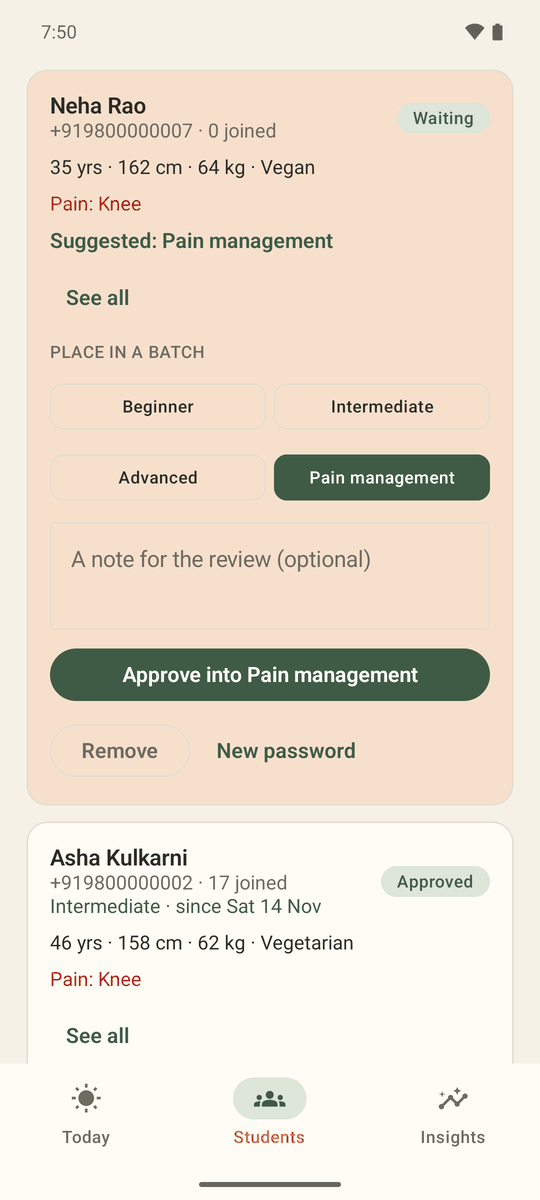 7:50
Neha Rao
Waiting
+919800000007 · 0 joined
35 yrs · 162 cm · 64 kg · Vegan
Pain: Knee
Suggested: Pain management
See all
PLACE IN A BATCH
Beginner
Intermediate
Advanced
Pain management
A note for the review (optional)
Approve into Pain management
Remove
New password
Asha Kulkarni
+919800000002 · 17 joined
Approved
Intermediate · since Sat 14 Nov
46 yrs · 158 cm · 62 kg · Vegetarian
Pain: Knee
See all
Today
Students
Insights